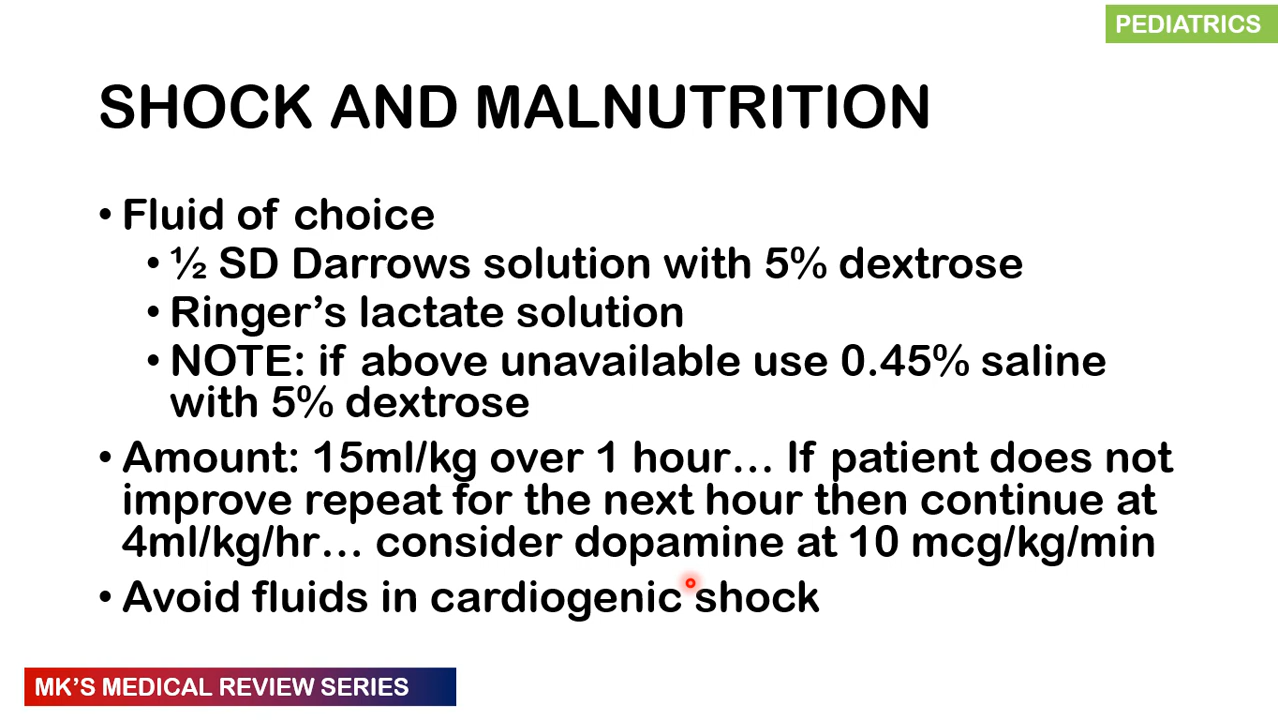 PEDIATRICS
SHOCK AND MALNUTRITION
• Fluid of choice
• ½ SD Darrows solution with 5% dextrose
• Ringer’s lactate solution
• NOTE: if above unavailable use 0.45% saline
with 5% dextrose
• Amount: 15ml/kg over 1 hour… If patient does not
improve repeat for the next hour then continue at
4ml/kg/hr… consider dopamine at 10 mcg/kg/min
• Avoid fluids in cardiogenic shock
MK’S MEDICAL REVIEW SERIES